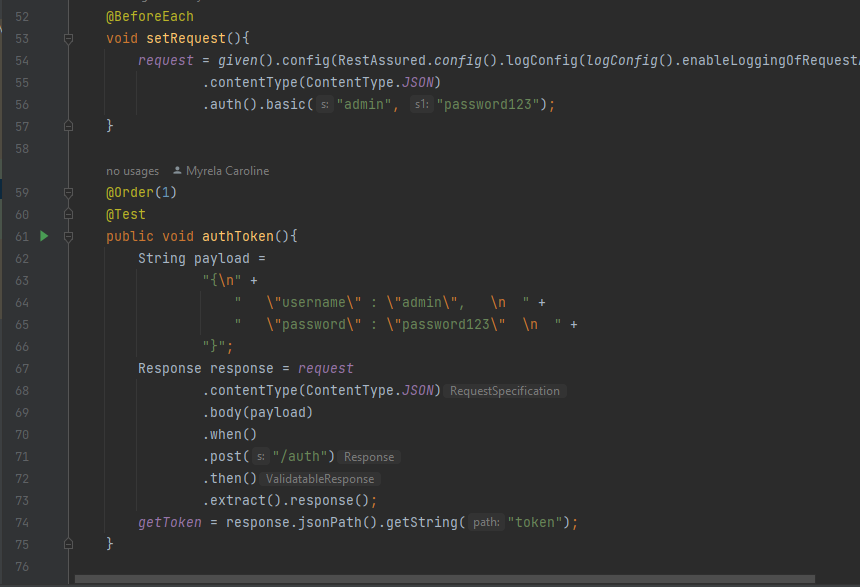 52 @BeforeEach
53 void setRequest(){
54 request = given().config(RestAssured.config().logConfig(logConfig().enableLoggingOfRequest
55 .contentType(ContentType.JSON)
56 .auth().basic( s: "admin", s1: "password123");
57 }
58
no usages Myrela Caroline
59 @Order(1)
60 @Test
61 public void authToken(){
62 String payload =
63 "{\n" +
64 "   \"username\" : \"admin\",   \n  " +
65 "   \"password\" : \"password123\"  \n  " +
66 "}";
67 Response response = request
68 .contentType(ContentType.JSON) RequestSpecification
69 .body(payload)
70 .when()
71 .post( s: "/auth") Response
72 .then() ValidatableResponse
73 .extract().response();
74 getToken = response.jsonPath().getString( path: "token");
75 }
76